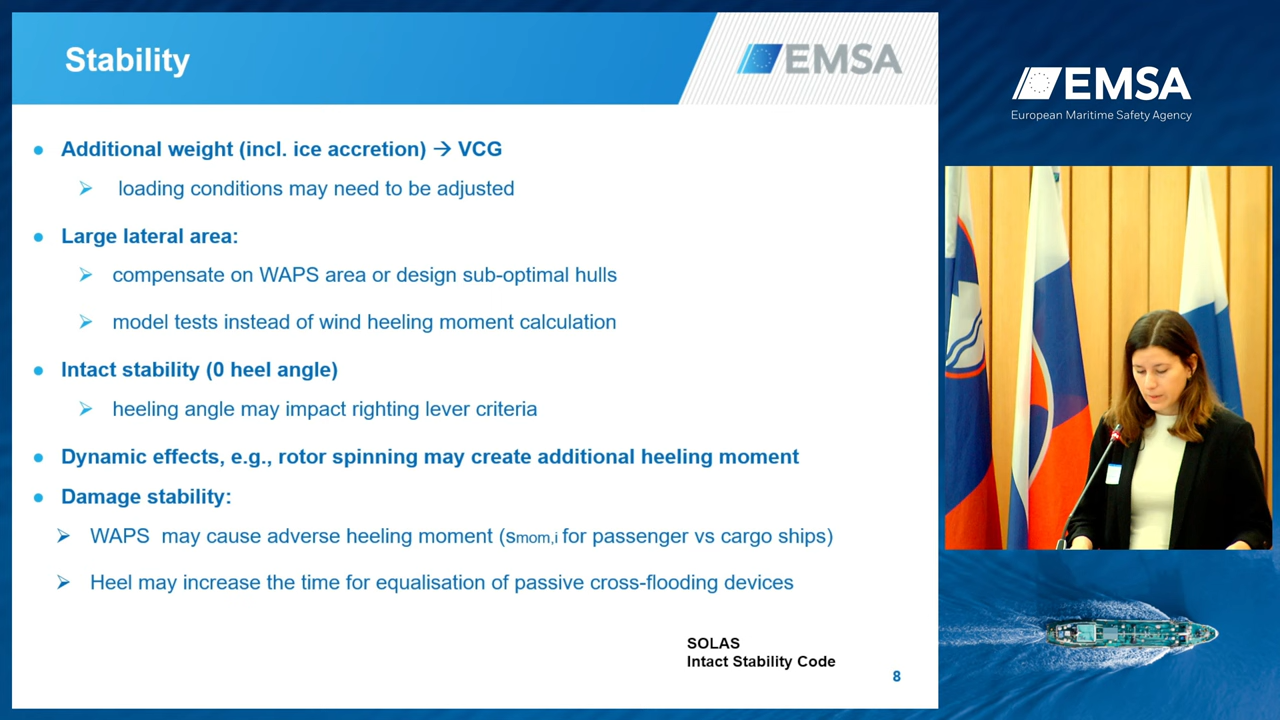 Stability
EMSA
● Additional weight (incl. ice accretion) → VCG
➢ loading conditions may need to be adjusted
● Large lateral area:
➢ compensate on WAPS area or design sub-optimal hulls
➢ model tests instead of wind heeling moment calculation
● Intact stability (0 heel angle)
➢ heeling angle may impact righting lever criteria
● Dynamic effects, e.g., rotor spinning may create additional heeling moment
● Damage stability:
➢ WAPS may cause adverse heeling moment (smom,i for passenger vs cargo ships)
➢ Heel may increase the time for equalisation of passive cross-flooding devices
SOLAS
Intact Stability Code
8
EMSA
European Maritime Safety Agency